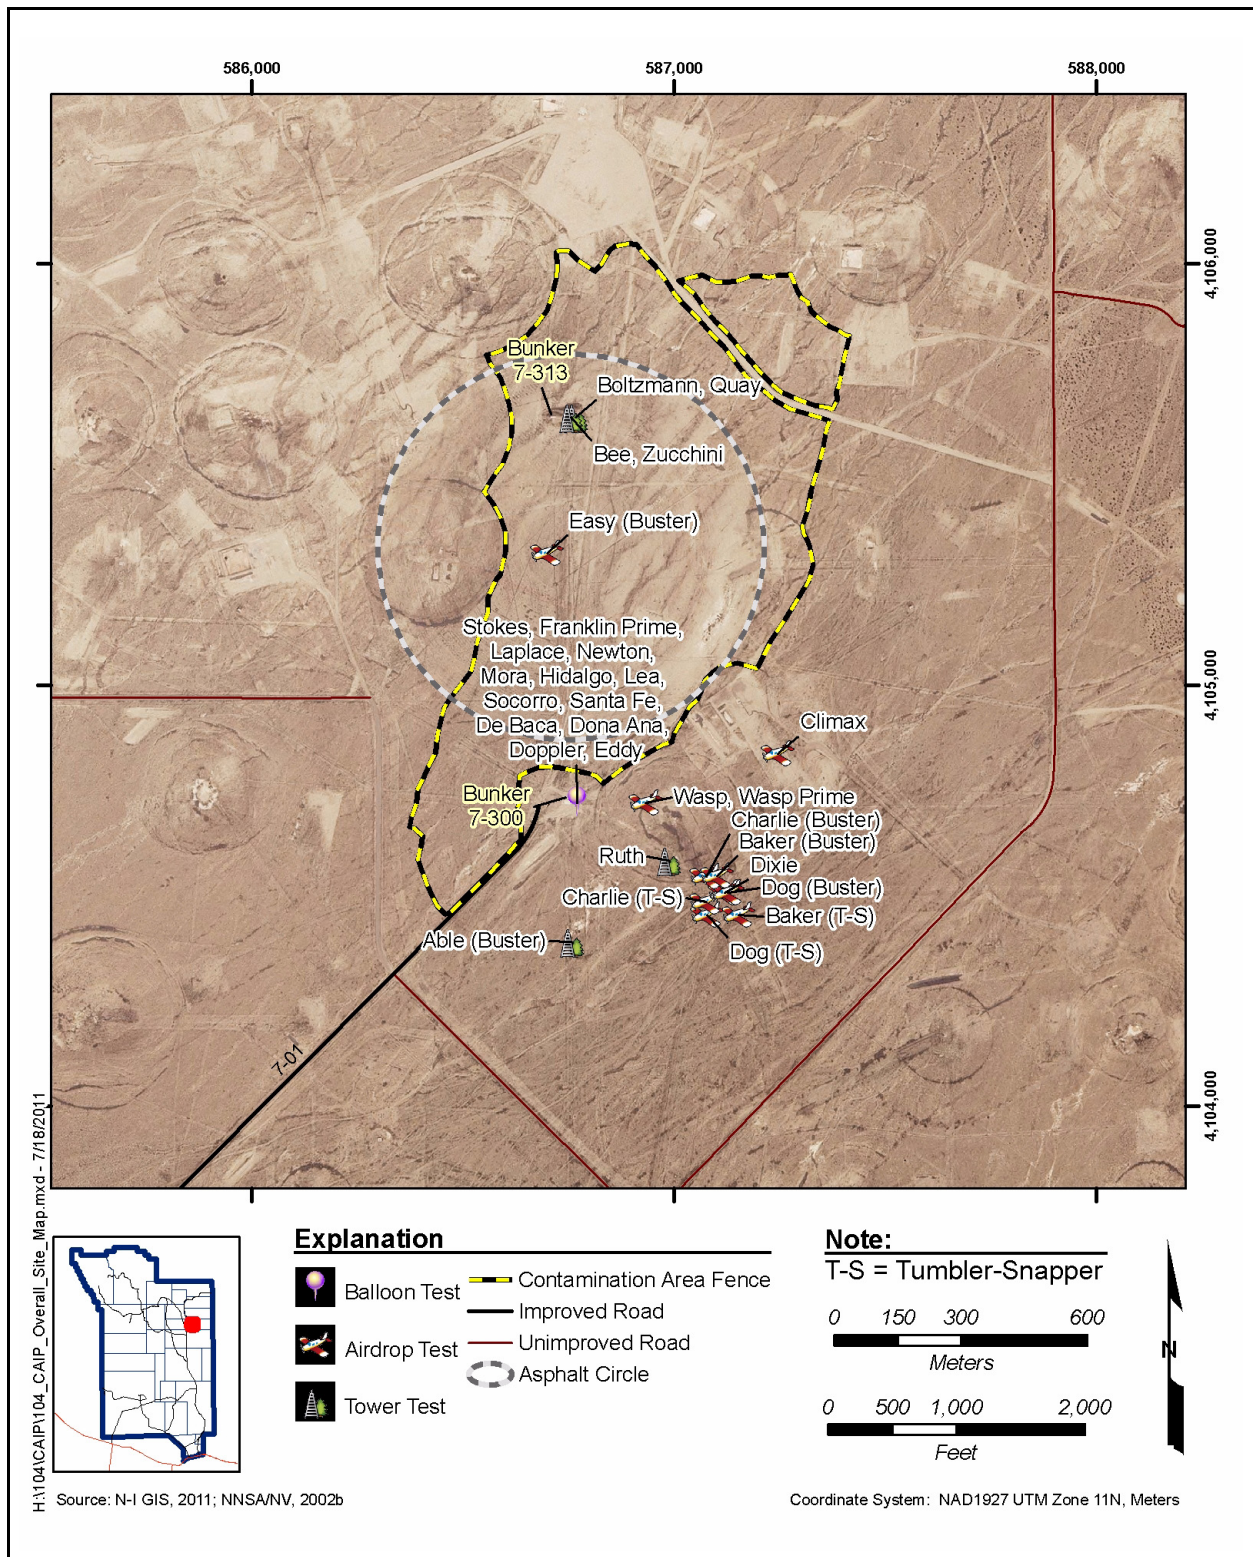 586,000
587,000
588,000
4,106,000
Bunker
7-313
Boltzmann, Quay
Bee, Zucchini
Easy (Buster)
Stokes, Franklin Prime,
Laplace, Newton,
Mora, Hidalgo, Lea,
Socorro, Santa Fe,
De Baca, Dona Ana,
Doppler, Eddy
4,105,000
Climax
Bunker
7-300
Wasp, Wasp Prime
Charlie (Buster)
Baker (Buster)
Ruth
Dixie
Dog (Buster)
Charlie (T-S)
Baker (T-S)
Able (Buster)
Dog (T-S)
7-01
4,104,000
H:\104\CAIP\104_CAIP_Overall_Site_Map.mxd - 7/18/2011
Explanation
Balloon Test
Airdrop Test
Tower Test
Contamination Area Fence
Improved Road
Unimproved Road
Asphalt Circle
Note:
T-S = Tumbler-Snapper
0 150 300 600
Meters
0 500 1,000 2,000
Feet
N
Source: N-I GIS, 2011; NNSA/NV, 2002b
Coordinate System: NAD1927 UTM Zone 11N, Meters